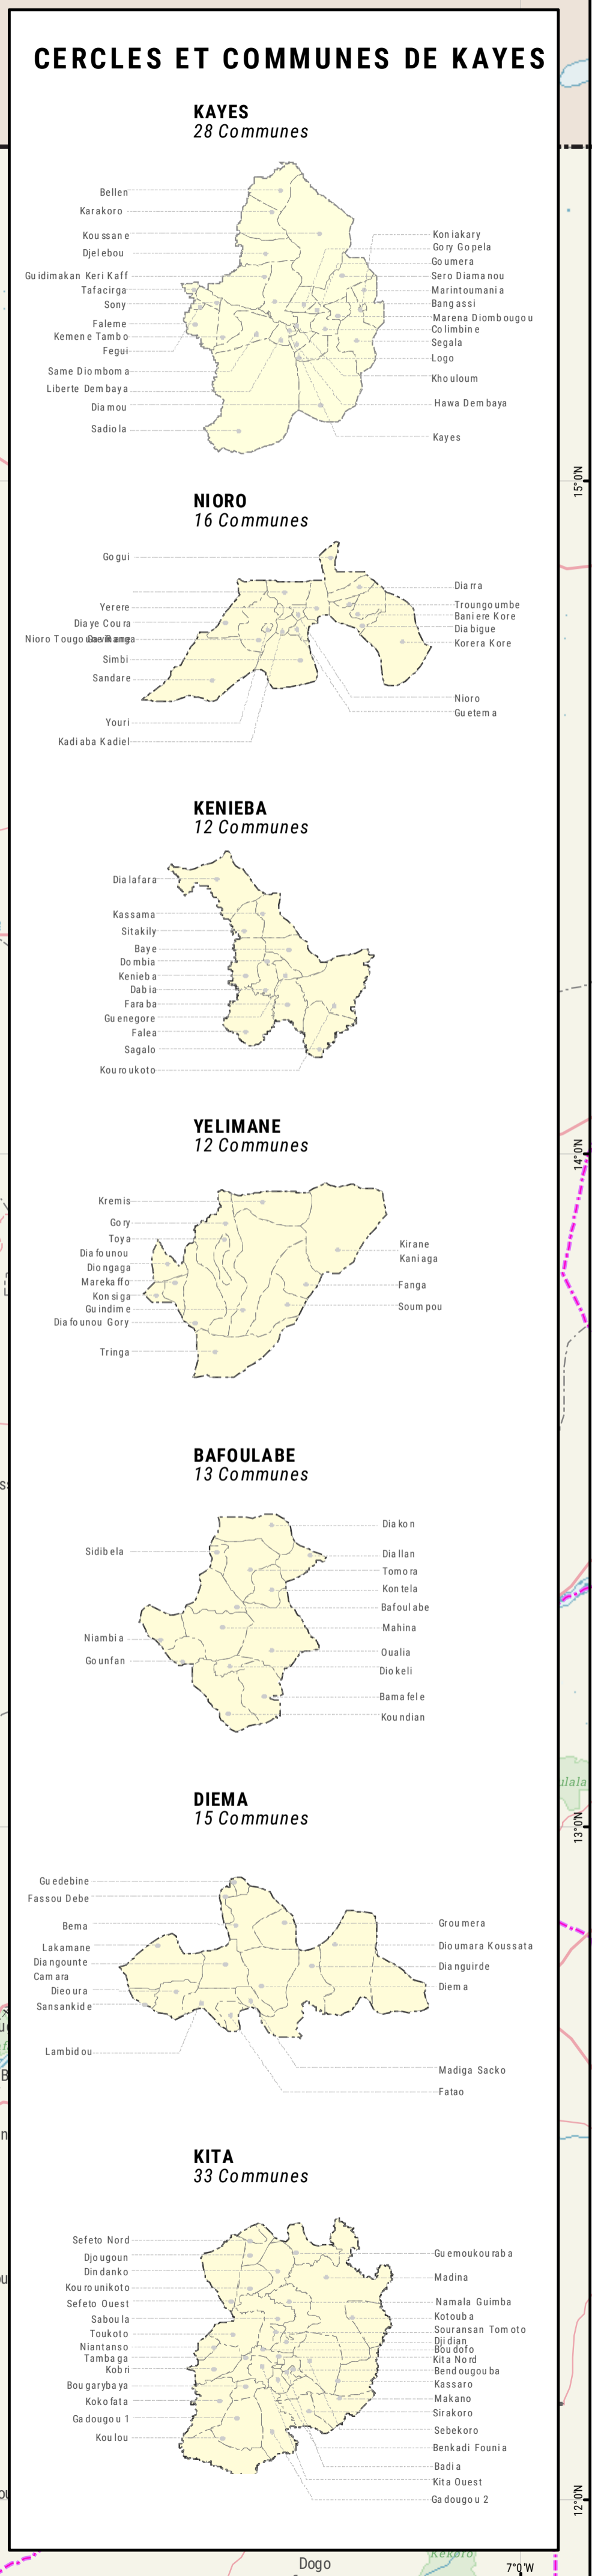 CERCLES ET COMMUNES DE KAYES
KAYES
28 Communes
Bellen
Karakoro
Koussane
Djelebou
Guidimakan Keri Kaff
Tafacirga
Sony
Faleme
Kemene Tambo
Fegui
Same Diomboma
Liberte Dembaya
Diamou
Sadiola
Koniakary
Gory Gopela
Goumera
Sero Diamanou
Marintoumania
Bangassi
Marena Diombougou
Colimbine
Segala
Logo
Khouloum
Hawa Dembaya
Kayes
15°0'N
NIORO
16 Communes
Gogui
Yerere
Diaye Coura
Nioro Tougoune Rang
Simbi
Sandare
Youri
Kadiaba Kadiel
Diarra
Troungoumbe
Baniere Kore
Diabigue
Korera Kore
Nioro
Guetema
KENIEBA
12 Communes
Dialafara
Kassama
Sitakily
Baye
Dombia
Kenieba
Dabia
Faraba
Guenegore
Falea
Sagalo
Kouroukoto
YELIMANE
12 Communes
14°0'N
Kremis
Gory
Toya
Diafounou
Diongaga
Marekaffo
Konsiga
Guindime
Diafounou Gory
Tringa
Kirane
Kaniaga
Fanga
Soumpou
BAFOULABE
13 Communes
Sidibela
Niambia
Gounfan
Diakon
Diallan
Tomora
Kontela
Bafoulabe
Mahina
Oualia
Diokeli
Bamafele
Koundian
DIEMA
15 Communes
ulala
13°0'N
Guedebine
Fassou Debe
Bema
Lakamane
Diangounte
Camara
Dieoura
Sansankide
Lambidou
Groumera
Dioumara Koussata
Dianguirde
Diema
Madiga Sacko
Fatao
KITA
33 Communes
Sefeto Nord
Djougoun
Dindanko
Kourounikoto
Sefeto Ouest
Saboula
Toukoto
Niantanso
Tambaga
Kobri
Bougarybaya
Kokofata
Gadougou 1
Koulou
Guemoukouraba
Madina
Namala Guimba
Kotouba
Souransan Tomoto
Djidian
Boudofo
Kita Nord
Bendougouba
Kassaro
Makano
Sirakoro
Sebekoro
Benkadi Founia
Badia
Kita Ouest
Gadougou 2
12°0'N
Kekoro
Dogo
7°0'W